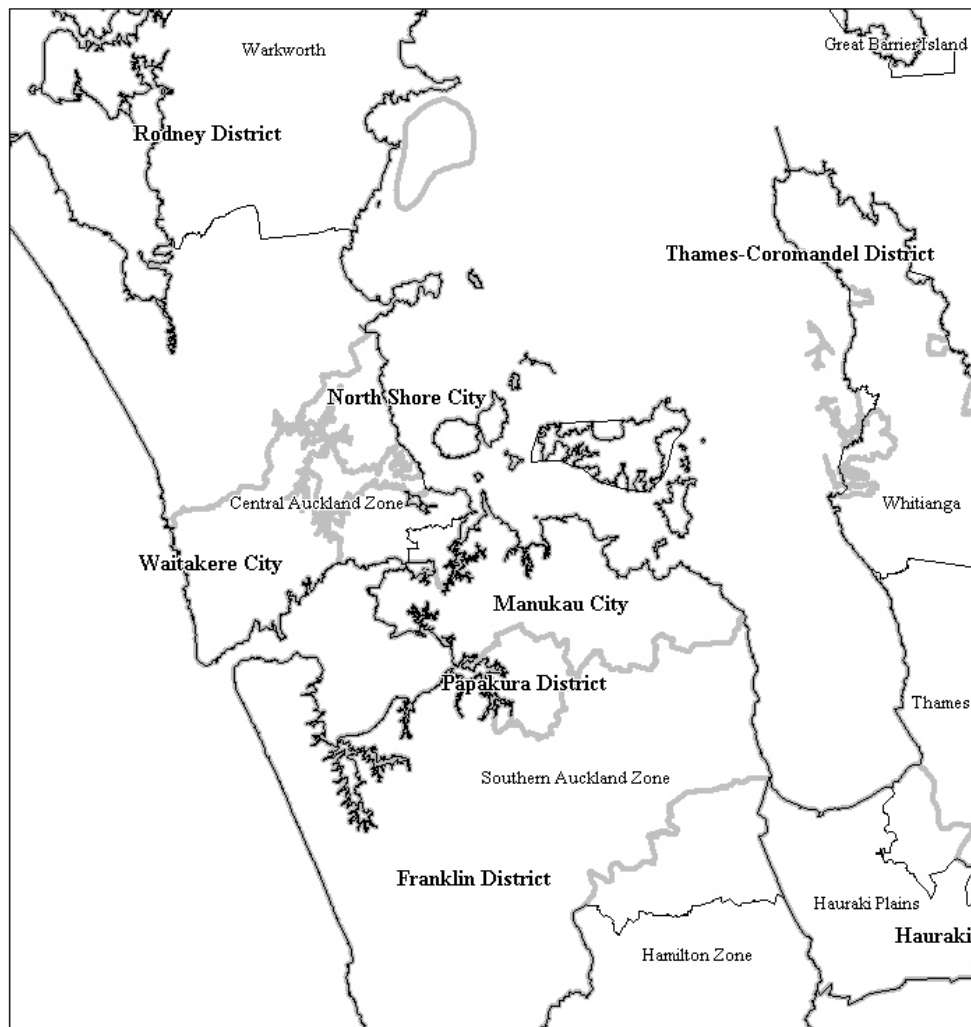 Warkworth
Great Barrier Island
Rodney District
Thames-Coromandel District
North Shore City
Central Auckland Zone
Whitianga
Waitakere City
Manukau City
Papakura District
Thames
Southern Auckland Zone
Franklin District
Hauraki Plains
Hauraki
Hamilton Zone